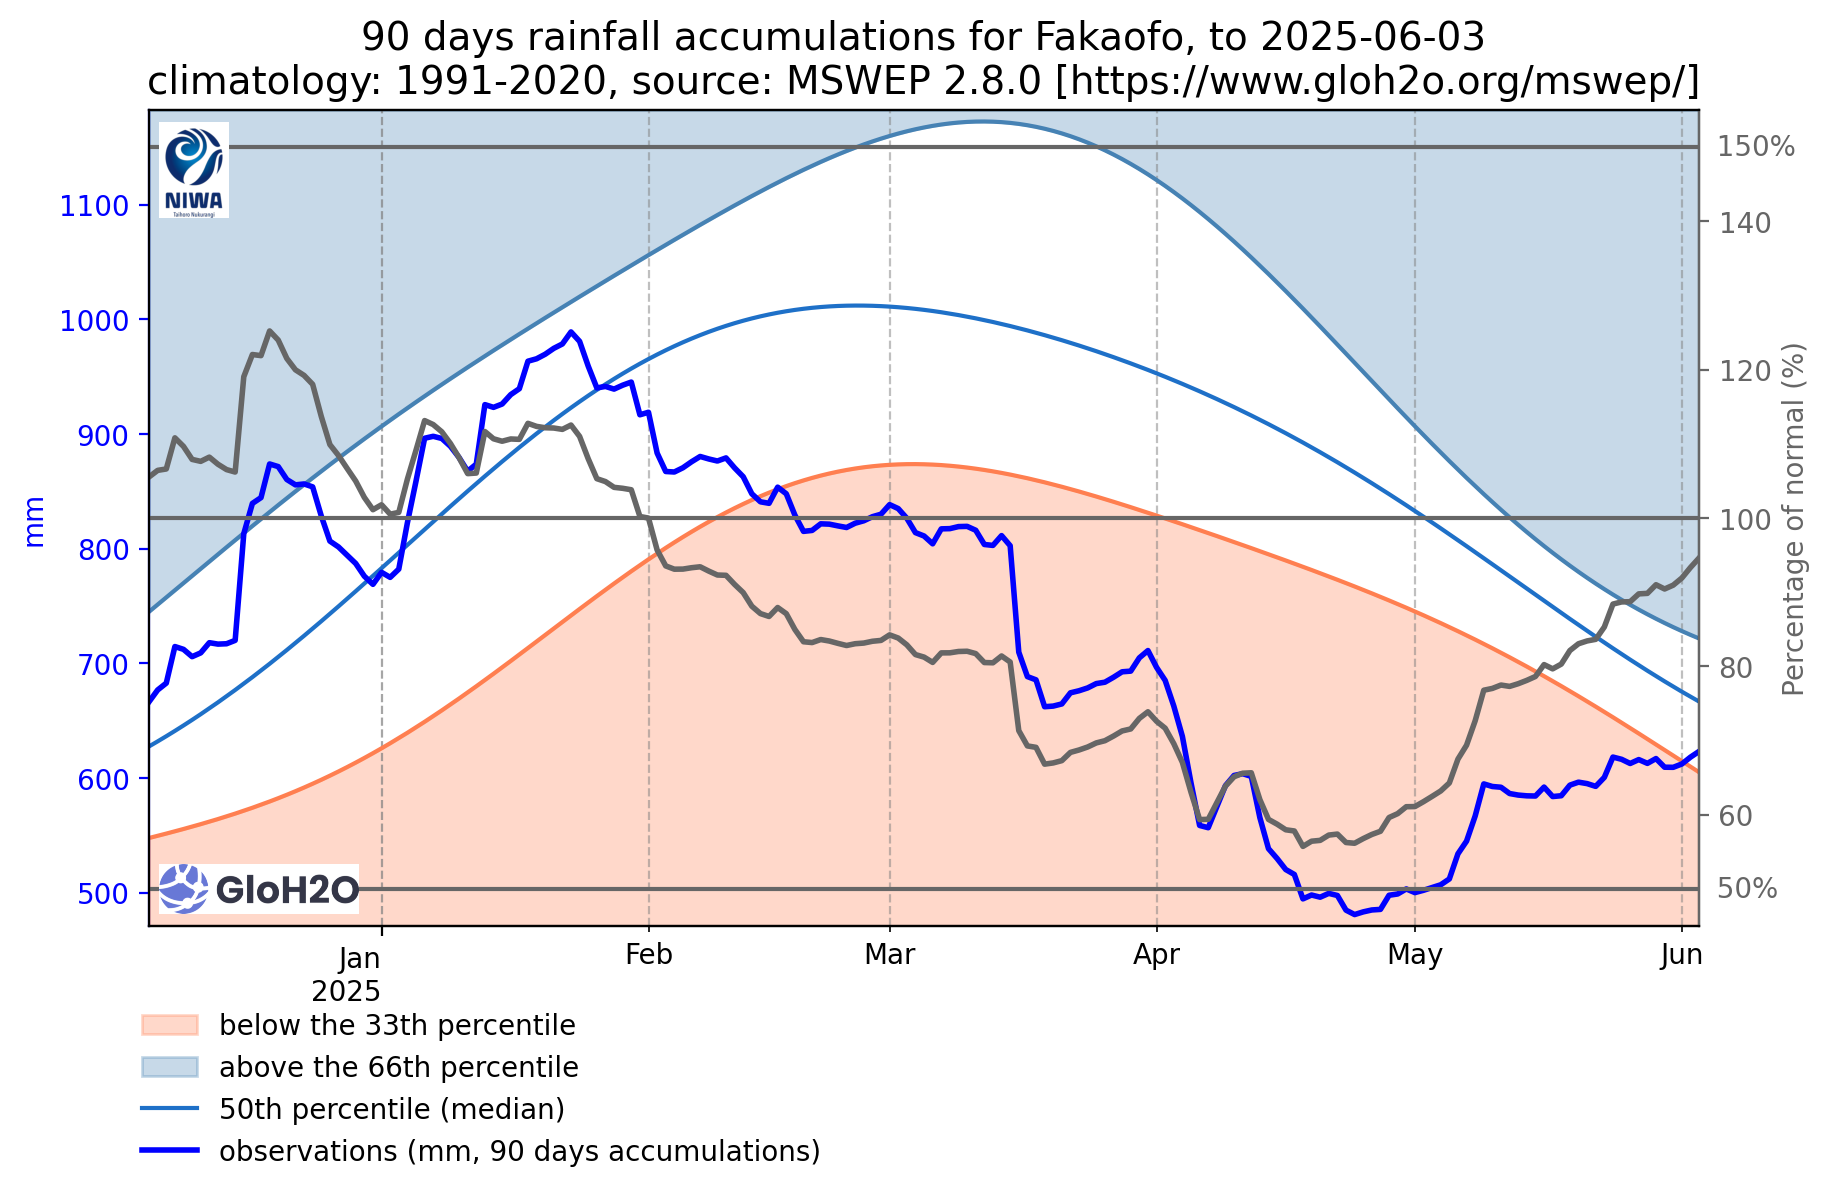 90 days rainfall accumulations for Fakaofo, to 2025-06-03
climatology: 1991-2020, source: MSWEP 2.8.0 [https://www.gloh2o.org/mswep/]
NIWA
Taihoro Nukurangi
1100
1000
900
800
700
600
500
mm
150%
140
120
100
80
60
50%
Percentage of normal (%)
GloH2O
Jan
2025
Feb
Mar
Apr
May
Jun
below the 33th percentile
above the 66th percentile
50th percentile (median)
observations (mm, 90 days accumulations)